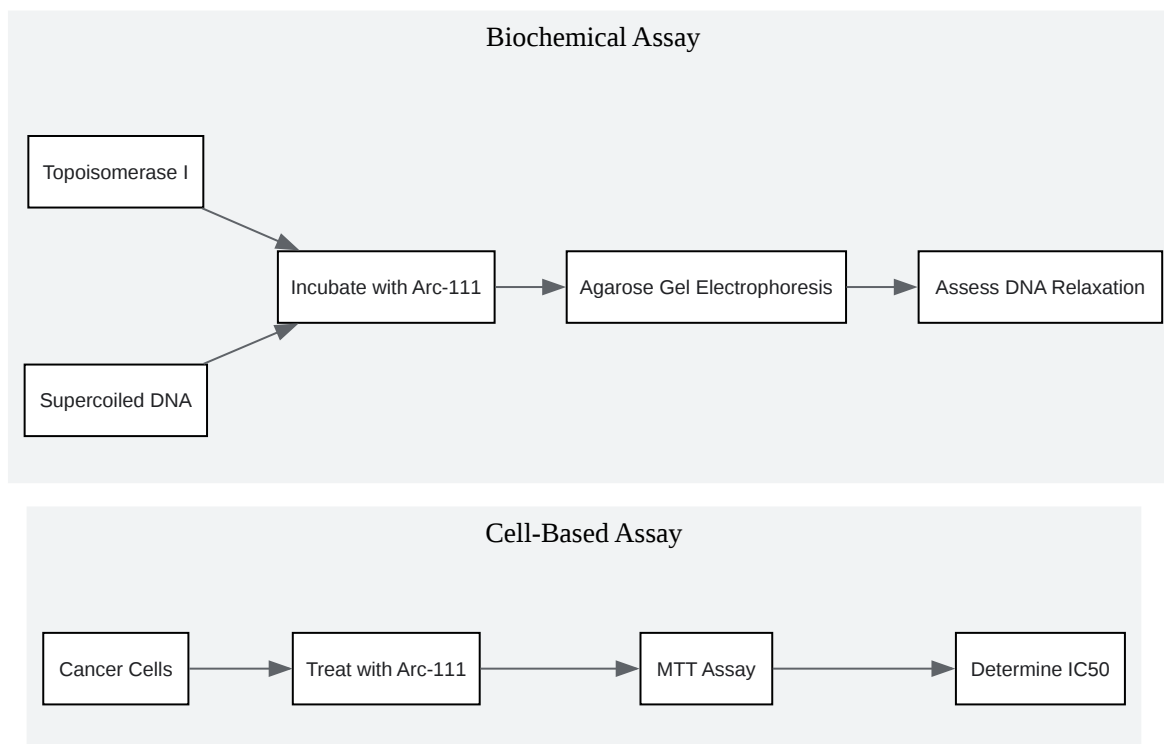 Biochemical Assay
Topoisomerase I
Incubate with Arc-111
Agarose Gel Electrophoresis
Assess DNA Relaxation
Supercoiled DNA
Cell-Based Assay
Cancer Cells
Treat with Arc-111
MTT Assay
Determine IC50